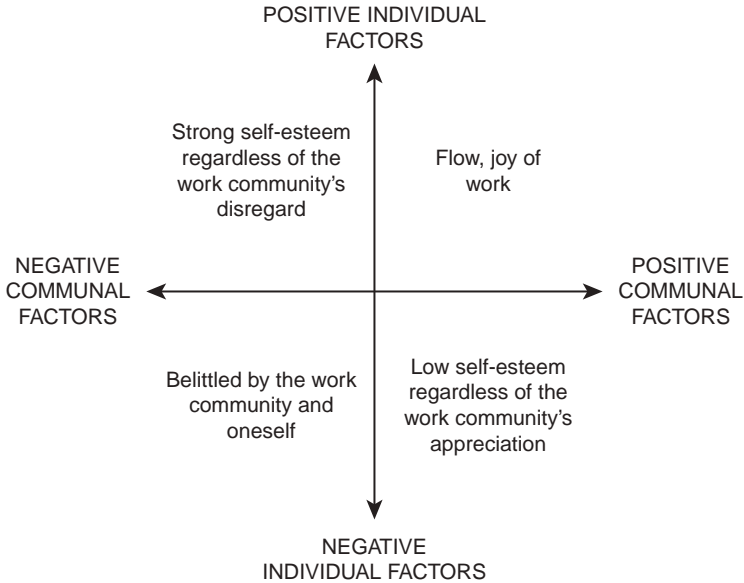 POSITIVE INDIVIDUAL
FACTORS
Strong self-esteem
regardless of the
work community's
disregard
Flow, joy of
work
NEGATIVE
COMMUNAL
FACTORS
POSITIVE
COMMUNAL
FACTORS
Belittled by the work
community and
oneself
Low self-esteem
regardless of the
work community's
appreciation
NEGATIVE
INDIVIDUAL FACTORS